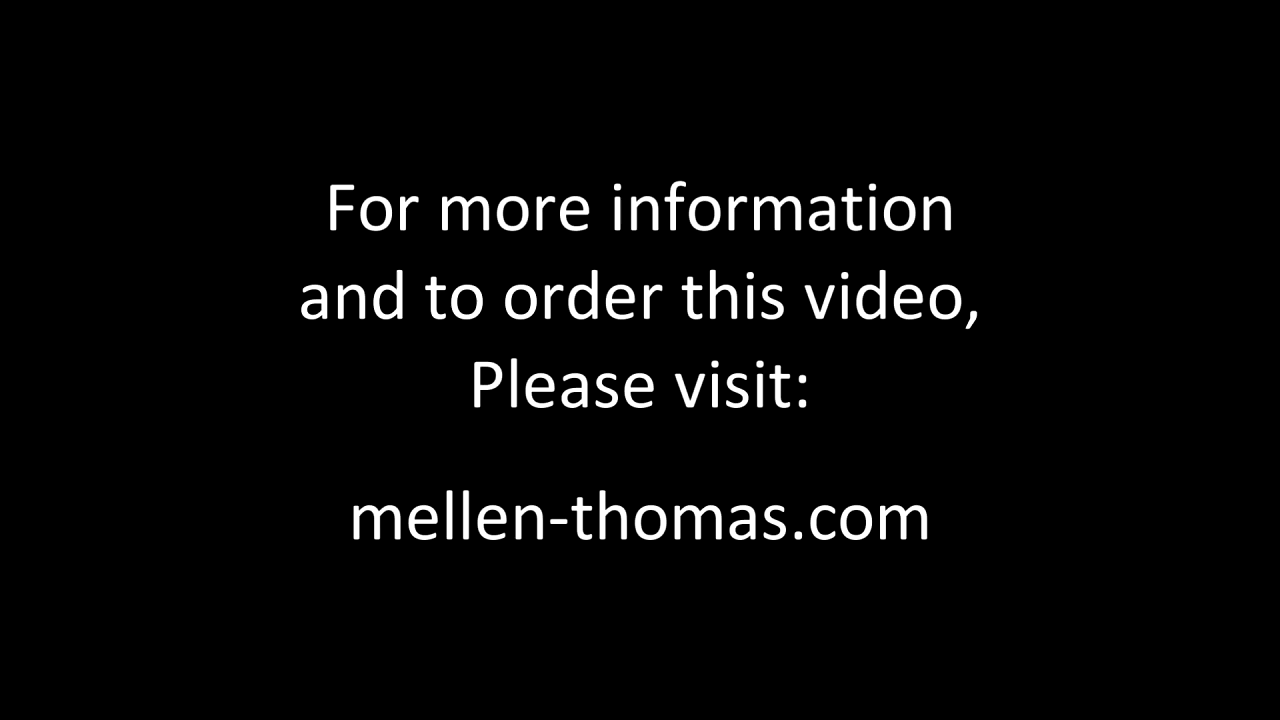 For more information
and to order this video,
Please visit:
mellen-thomas.com